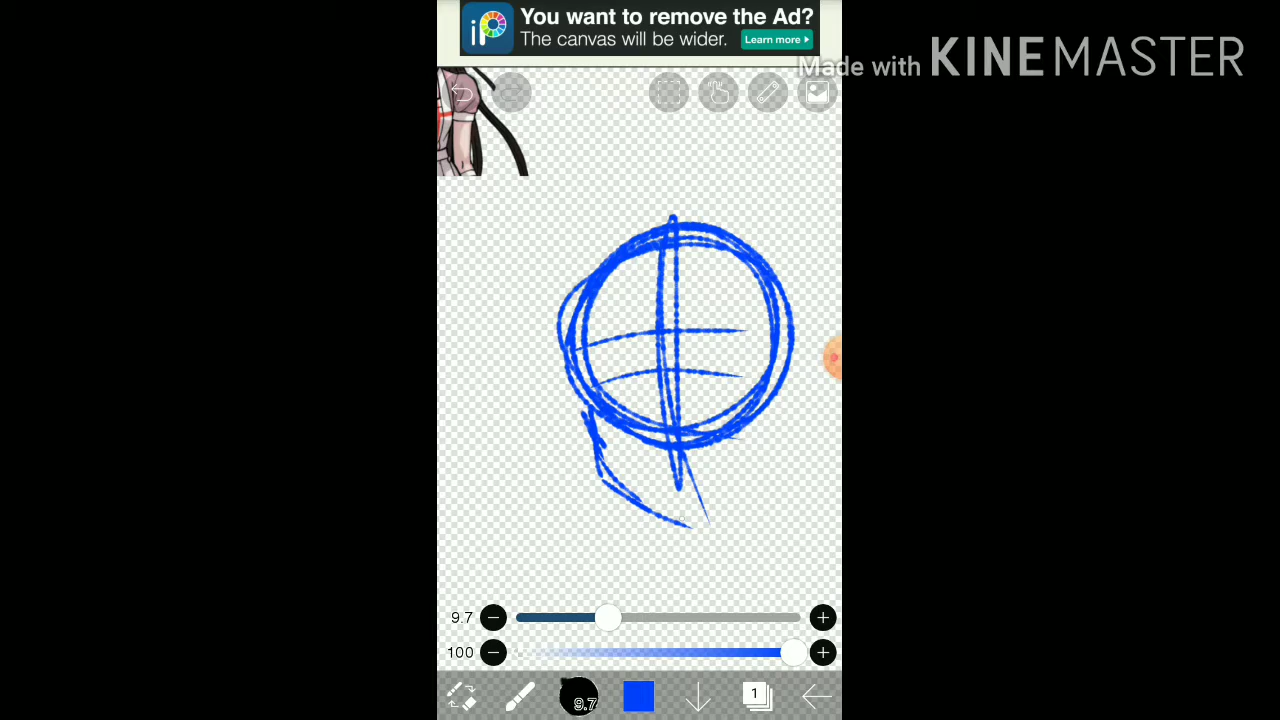 You want to remove the Ad?
The canvas will be wider.
Learn more
iP
Made with KINEMASTER
9.7
100
9.7
1